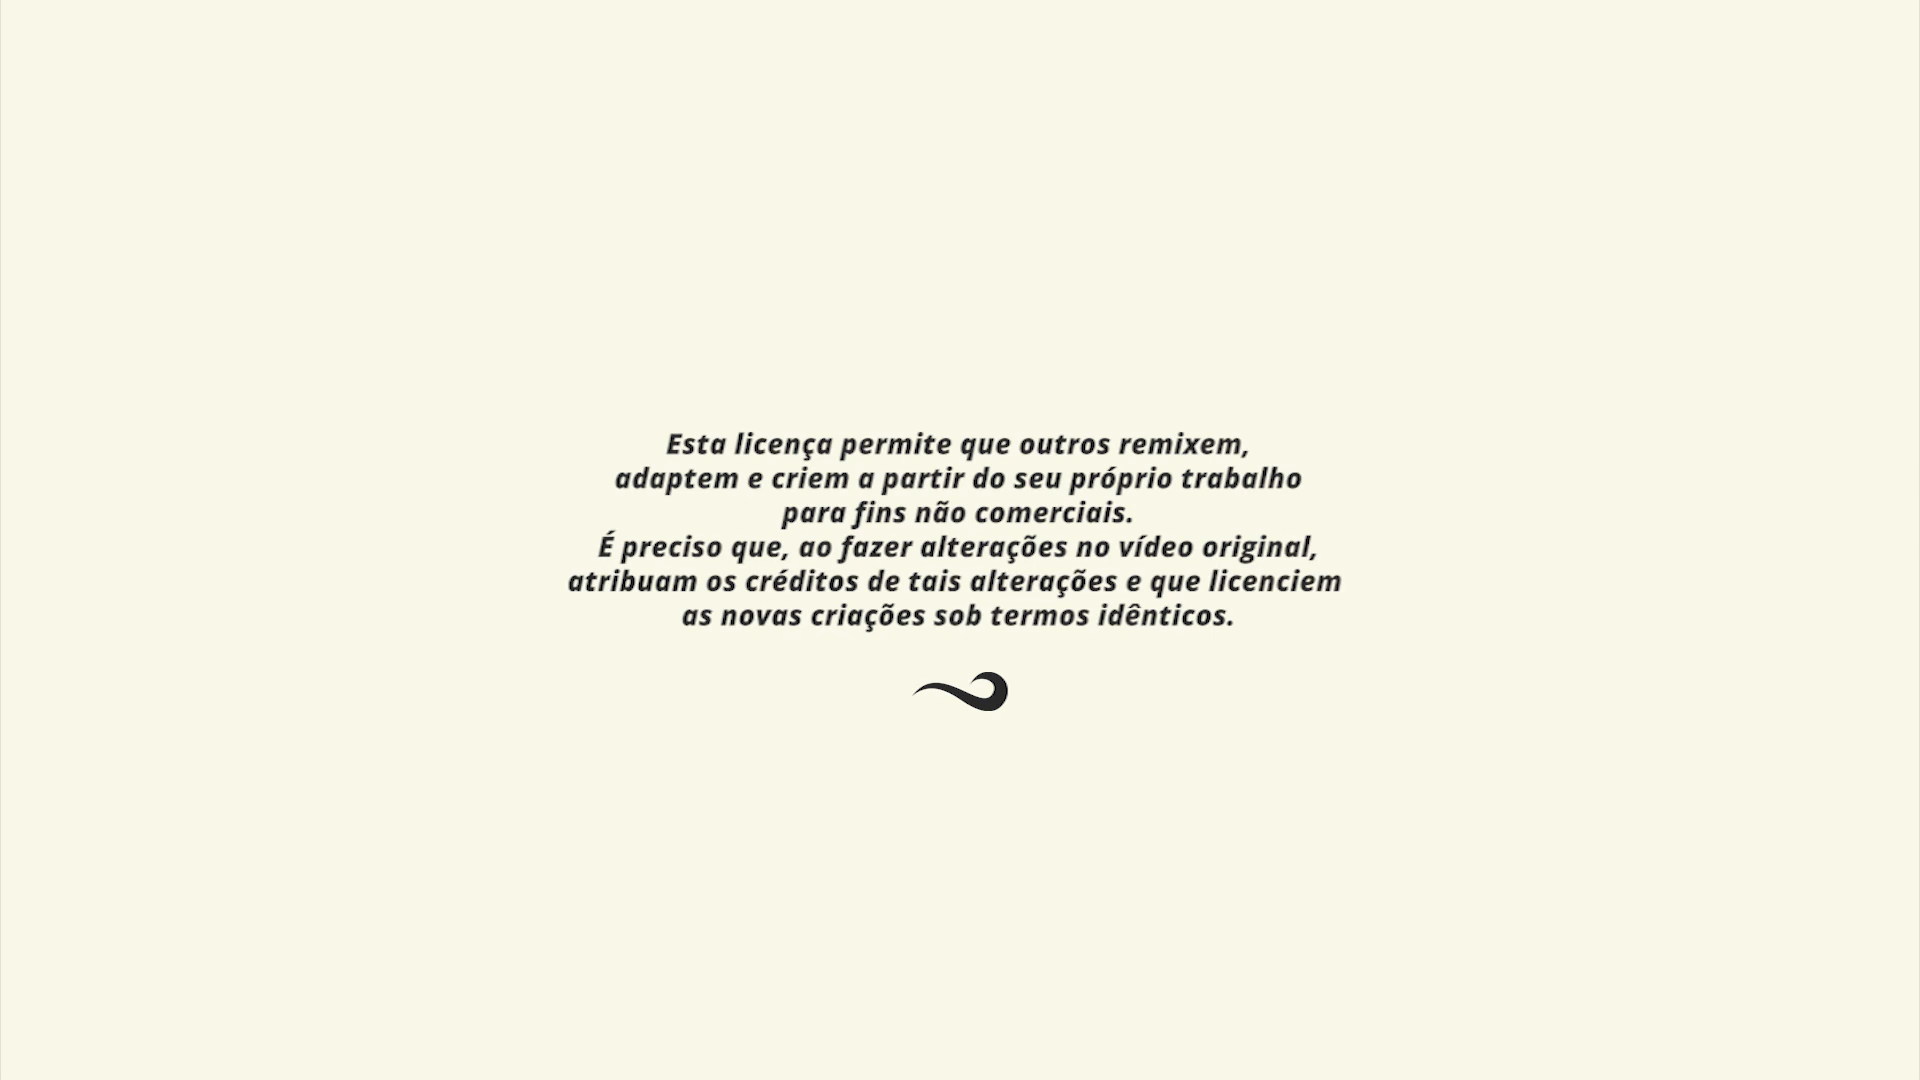 Esta licença permite que outros remixem,
adaptem e criem a partir do seu próprio trabalho
para fins não comerciais.
É preciso que, ao fazer alterações no vídeo original,
atribuam os créditos de tais alterações e que licenciem
as novas criações sob termos idênticos.